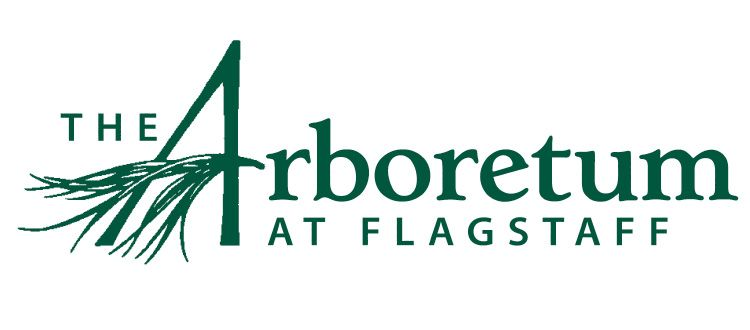 THE
Arboretum
AT FLAGSTAFF